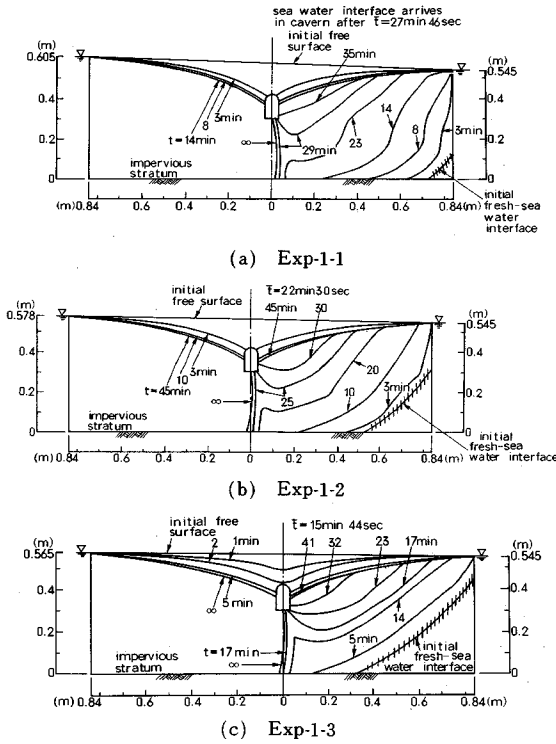 sea water interface arrives
in cavern after t̄=27min 46sec
initial free
surface
(m)
0.605
0.4
0.2
0
35min
t=14min
8
3min
∞
29min
23
14
8
3min
impervious
stratum
(m)
0.545
0.4
0.2
0
initial
fresh-sea
water
interface
(m) 0.84 0.6 0.4 0.2 0 0.2 0.4 0.6 0.84 (m)
(a) Exp-1-1
initial
free surface
t̄=22min30sec
45min 30
(m)
0.578
0.4
0.2
0
t=45min
10
3min
∞
25
20
10
3min
impervious
stratum
(m)
0.545
0.4
0.2
0
initial
fresh-sea
water interface
(m) 0.84 0.6 0.4 0.2 0 0.2 0.4 0.6 0.84 (m)
(b) Exp-1-2
initial free
surface
2 1min
t̄=15min 44sec
41 32 23 17min
(m)
0.565
0.4
0.2
0
∞
5min
14
5min
t=17min
∞
impervious
stratum
(m)
0.545
0.4
0.2
0
initial
fresh-sea
water interface
(m) 0.84 0.6 0.4 0.2 0 0.2 0.4 0.6 0.84 (m)
(c) Exp-1-3